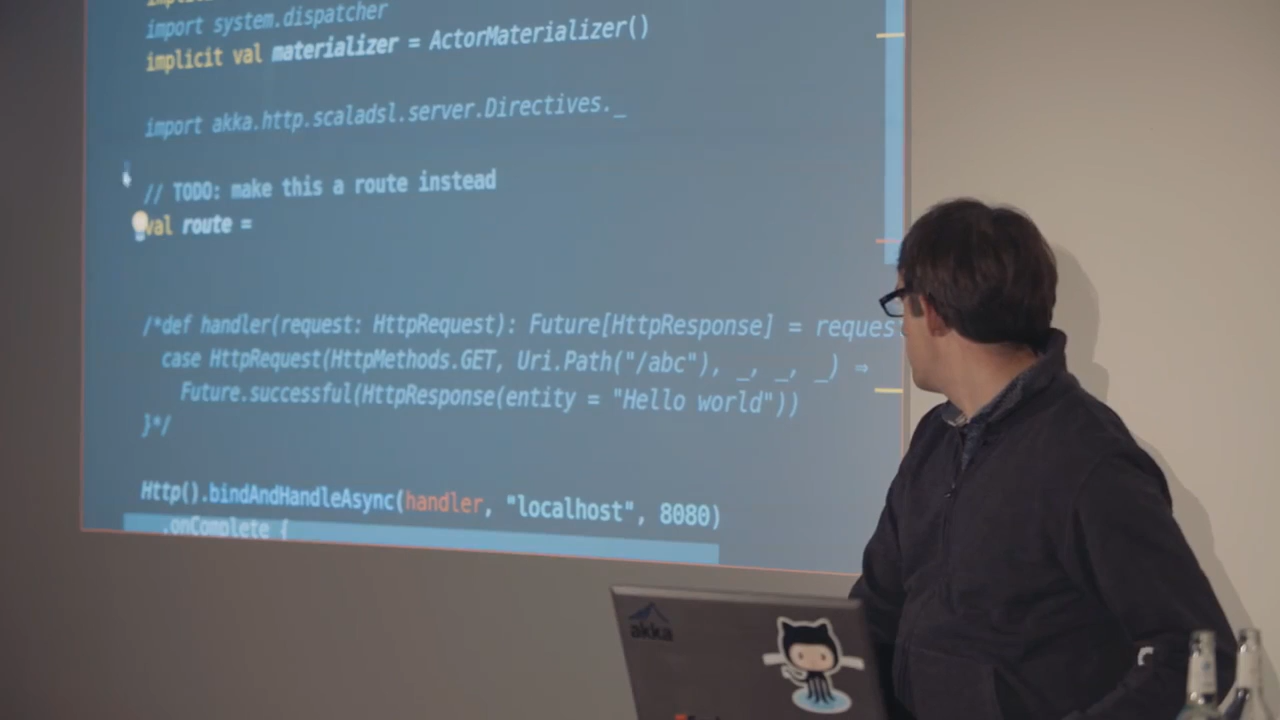 import system.dispatcher
implicit val materializer = ActorMaterializer()
import akka.http.scaladsl.server.Directives._
// TODO: make this a route instead
val route =
/*def handler(request: HttpRequest): Future[HttpResponse] = reques
case HttpRequest(HttpMethods.GET, Uri.Path("/abc"), _, _, _) ⇒
Future.successful(HttpResponse(entity = "Hello world"))
}*/
Http().bindAndHandleAsync(handler, "localhost", 8080)
.onComplete {
akka